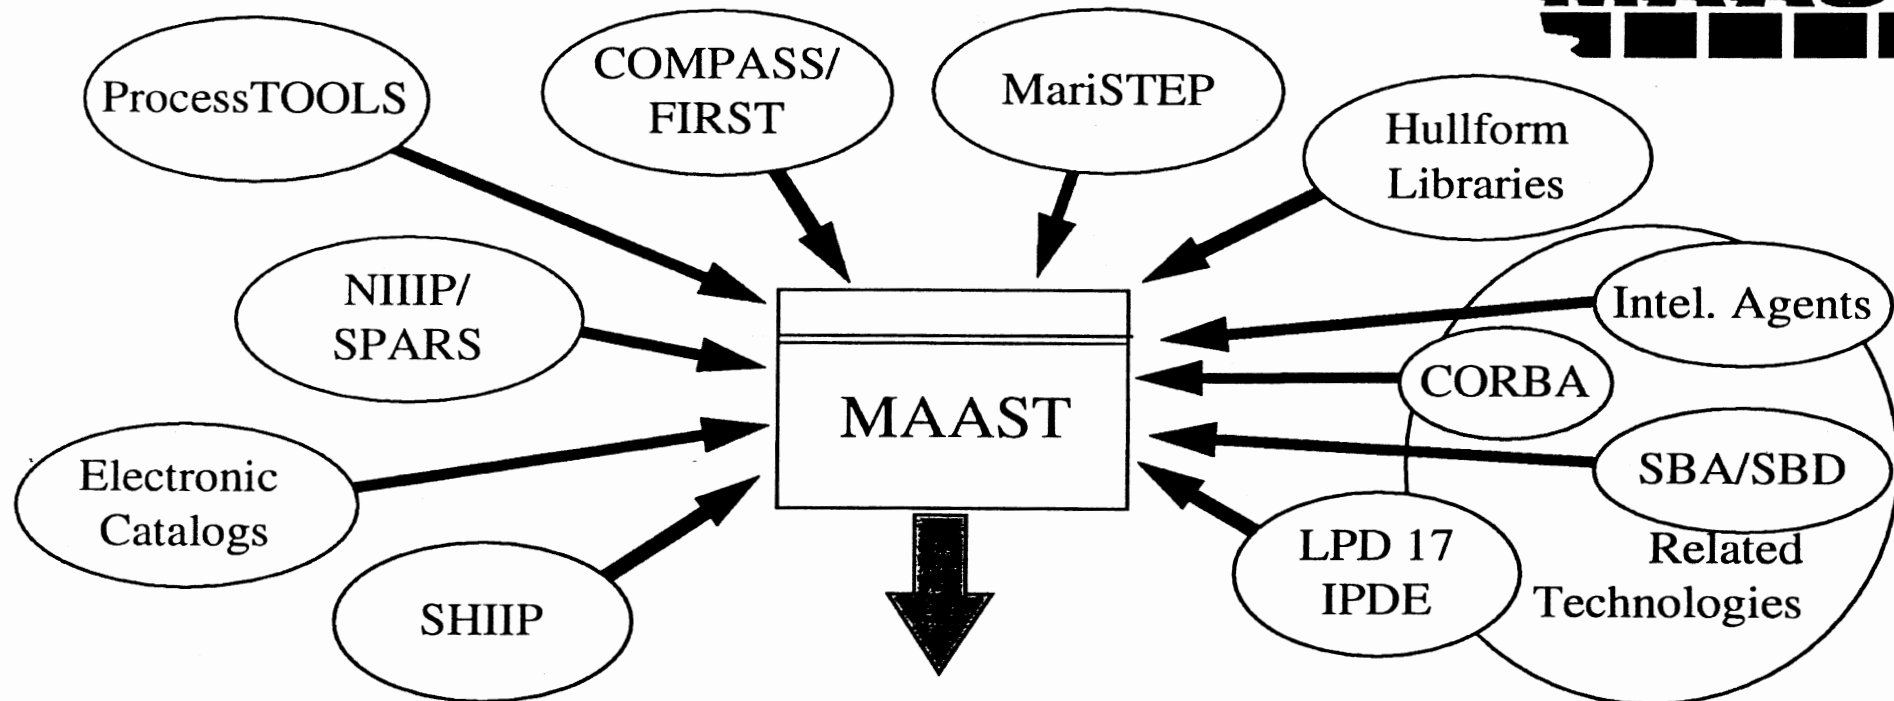 ProcessTOOLS
COMPASS/
FIRST
MariSTEP
Hullform
Libraries
NIIIP/
SPARS
Intel. Agents
CORBA
MAAST
Electronic
Catalogs
SBA/SBD
SHIIP
LPD 17
IPDE
Related
Technologies